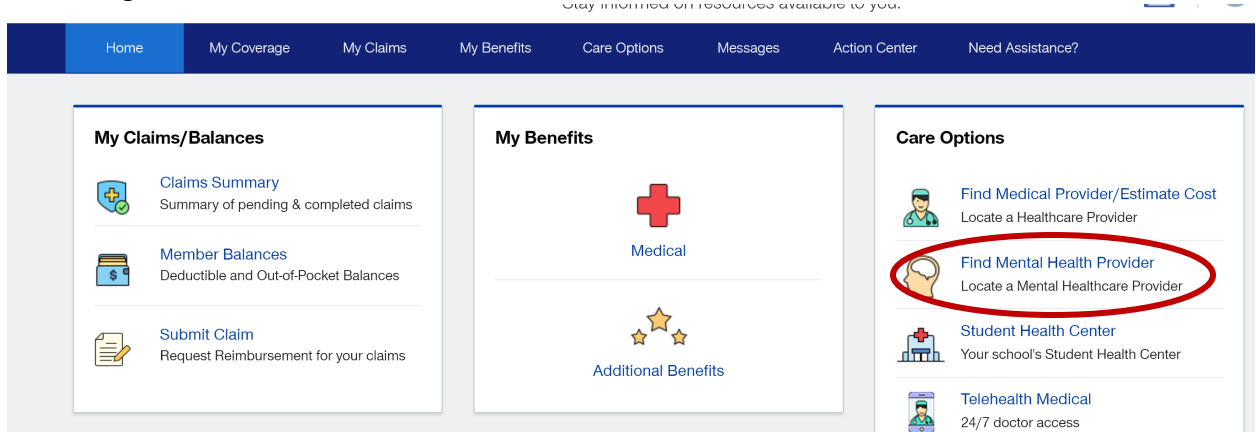 Stay informed on resources available to you.
Home My Coverage My Claims My Benefits Care Options Messages Action Center Need Assistance?
My Claims/Balances
Claims Summary
Summary of pending & completed claims
Member Balances
Deductible and Out-of-Pocket Balances
Submit Claim
Request Reimbursement for your claims
My Benefits
Medical
Additional Benefits
Care Options
Find Medical Provider/Estimate Cost
Locate a Healthcare Provider
Find Mental Health Provider
Locate a Mental Healthcare Provider
Student Health Center
Your school's Student Health Center
Telehealth Medical
24/7 doctor access